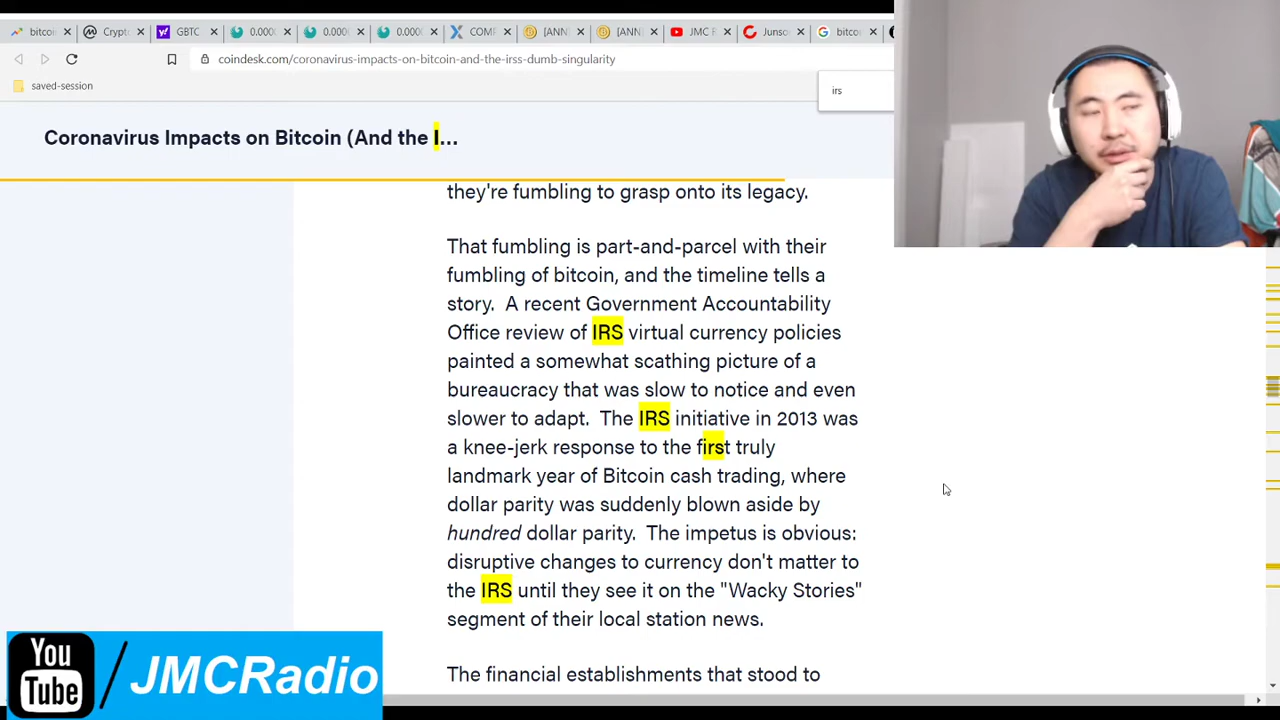 bitcoi
Crypt
GBTC
0.000
0.000
0.000
COMP
[ANN
[ANN
JMC R
Junso
bitco
coindesk.com/coronavirus-impacts-on-bitcoin-and-the-irss-dumb-singularity
saved-session
irs
Coronavirus Impacts on Bitcoin (And the I...
they're fumbling to grasp onto its legacy.
That fumbling is part-and-parcel with their
fumbling of bitcoin, and the timeline tells a
story. A recent Government Accountability
Office review of IRS virtual currency policies
painted a somewhat scathing picture of a
bureaucracy that was slow to notice and even
slower to adapt. The IRS initiative in 2013 was
a knee-jerk response to the first truly
landmark year of Bitcoin cash trading, where
dollar parity was suddenly blown aside by
hundred dollar parity. The impetus is obvious:
disruptive changes to currency don't matter to
the IRS until they see it on the "Wacky Stories"
segment of their local station news.
The financial establishments that stood to
You
Tube
/JMCRadio